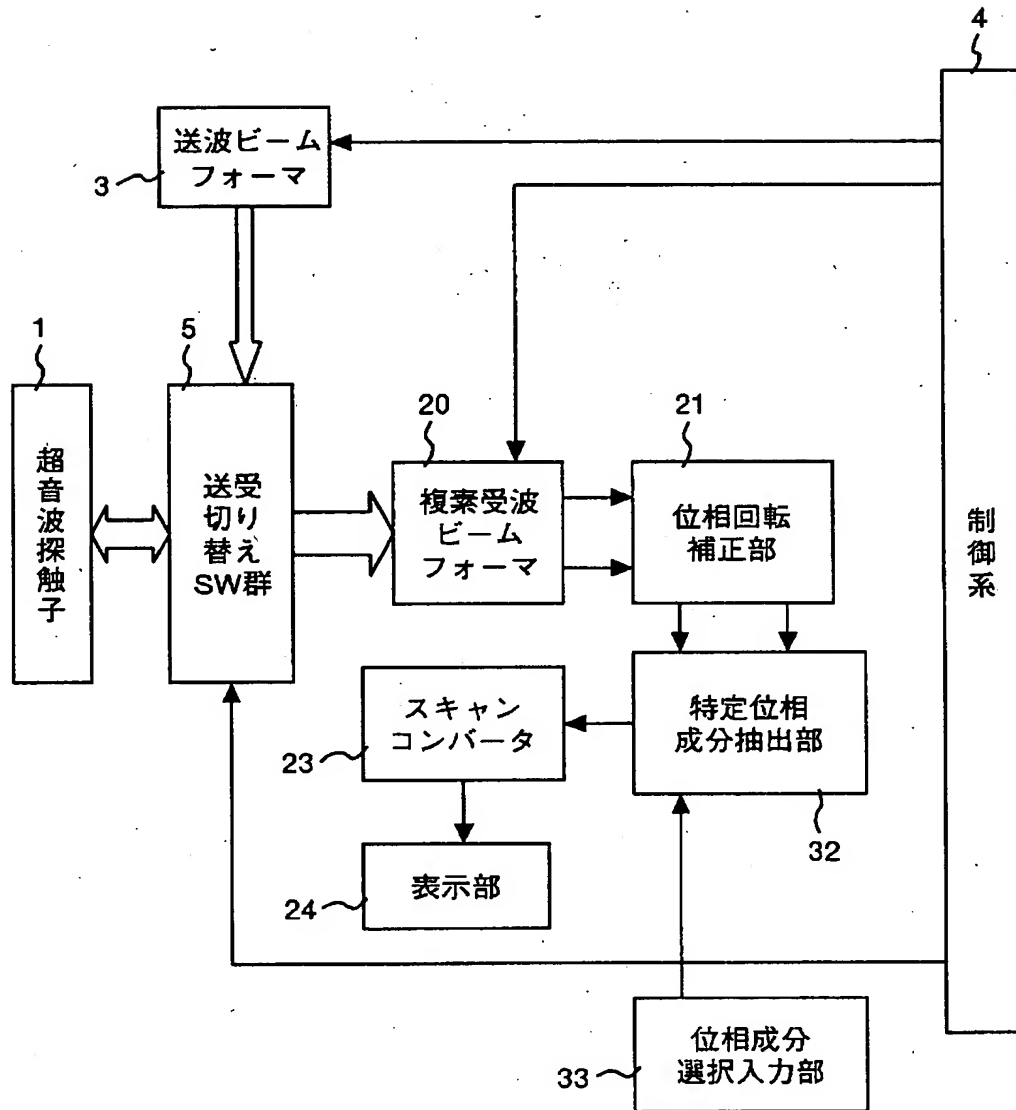 4
送波ビーム
フォーマ
3
1
5
20
21
超音波探触子
送受
切り
替え
SW群
複素受波
ビーム
フォーマ
位相回転
補正部
制御系
スキャン
コンバータ
23
特定位相
成分抽出部
32
表示部
24
位相成分
選択入力部
33